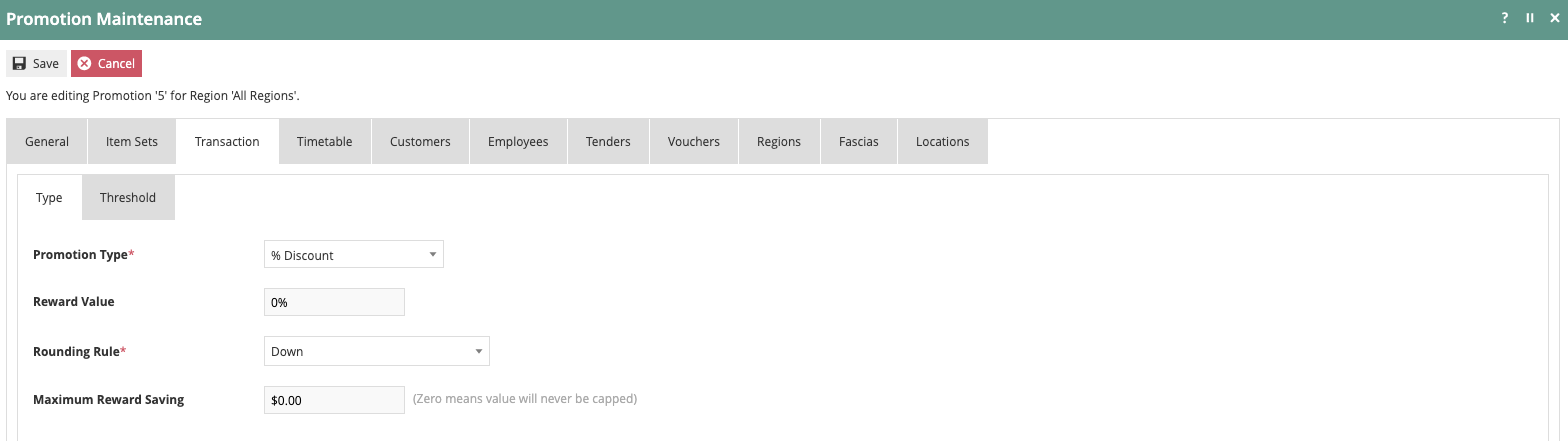 Promotion Maintenance
?
Save Cancel
You are editing Promotion '5' for Region 'All Regions'.
General Item Sets Transaction Timetable Customers Employees Tenders Vouchers Regions Fascias Locations
Type Threshold
Promotion Type* % Discount
Reward Value 0%
Rounding Rule* Down
Maximum Reward Saving $0.00 (Zero means value will never be capped)